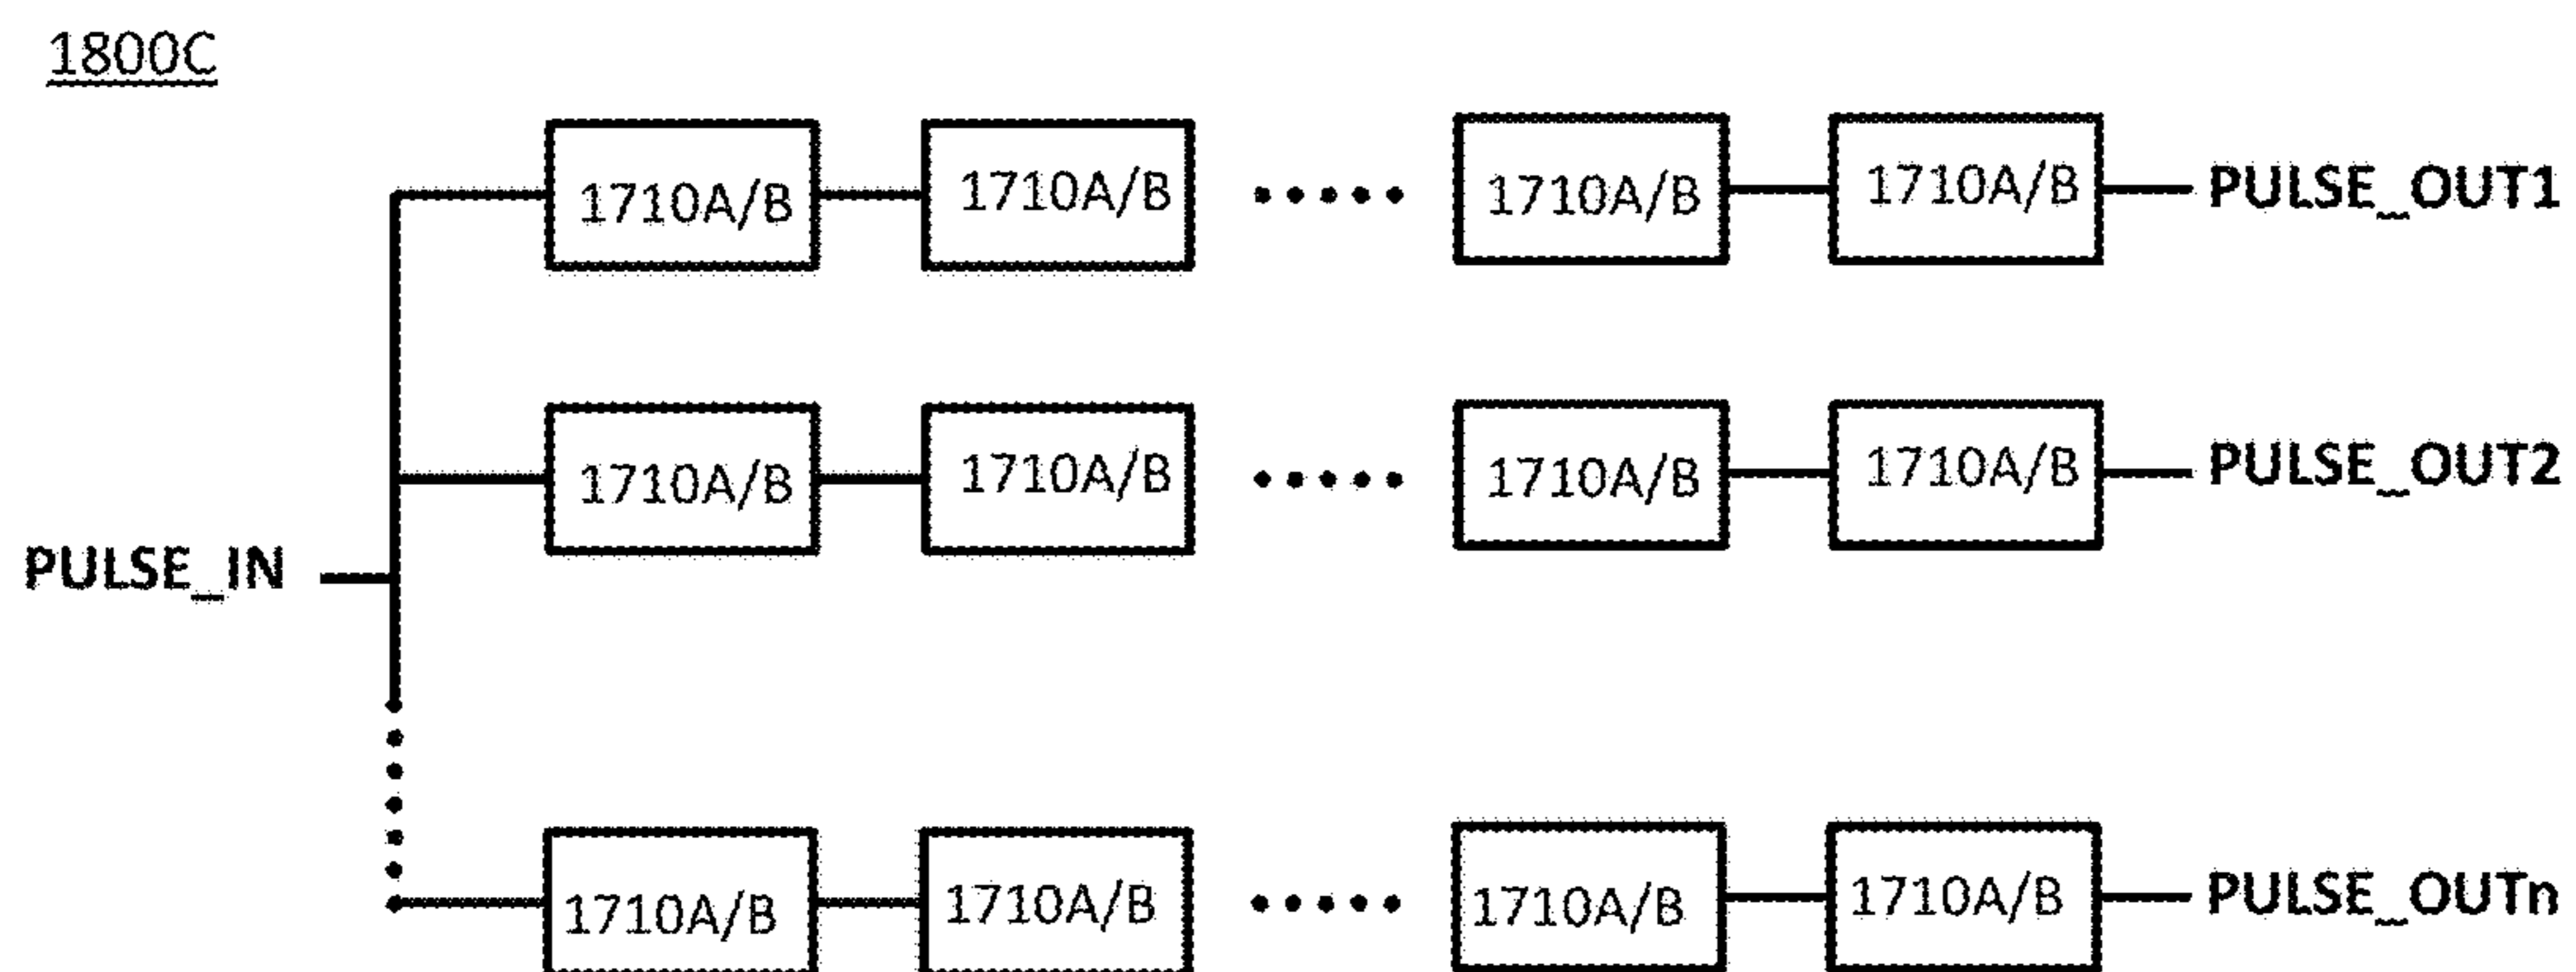 1800C
1710A/B 1710A/B 1710A/B 1710A/B PULSE_OUT1
1710A/B 1710A/B 1710A/B 1710A/B PULSE_OUT2
PULSE_IN
1710A/B 1710A/B 1710A/B 1710A/B PULSE_OUTn